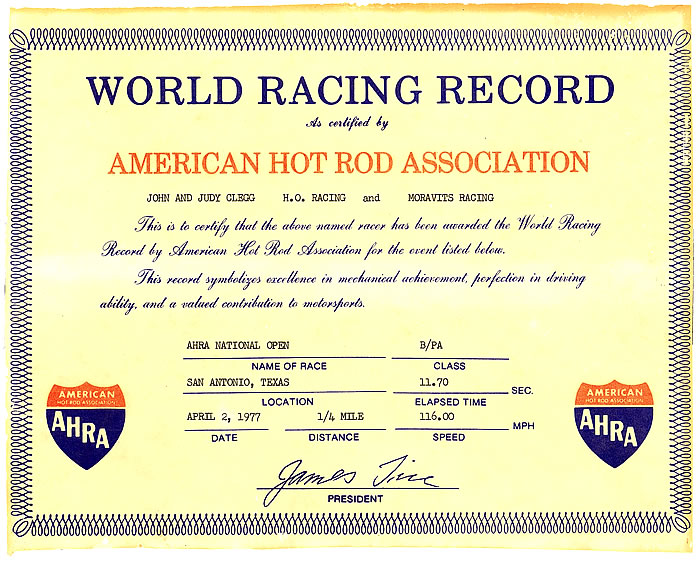 WORLD RACING RECORD
As certified by
AMERICAN HOT ROD ASSOCIATION
JOHN AND JUDY CLEGG H.O. RACING and MORAVITS RACING
This is to certify that the above named racer has been awarded the World Racing
Record by American Hot Rod Association for the event listed below.
This record symbolizes excellence in mechanical achievement, perfection in driving
ability, and a valued contribution to motorsports.
AHRA NATIONAL OPEN B/PA
NAME OF RACE CLASS
SAN ANTONIO, TEXAS 11.70 SEC.
LOCATION ELAPSED TIME
APRIL 2, 1977 1/4 MILE 116.00 MPH
DATE DISTANCE SPEED
AMERICAN
HOT ROD ASSOCIATION
AHRA
AMERICAN
HOT ROD ASSOCIATION
AHRA
James
PRESIDENT